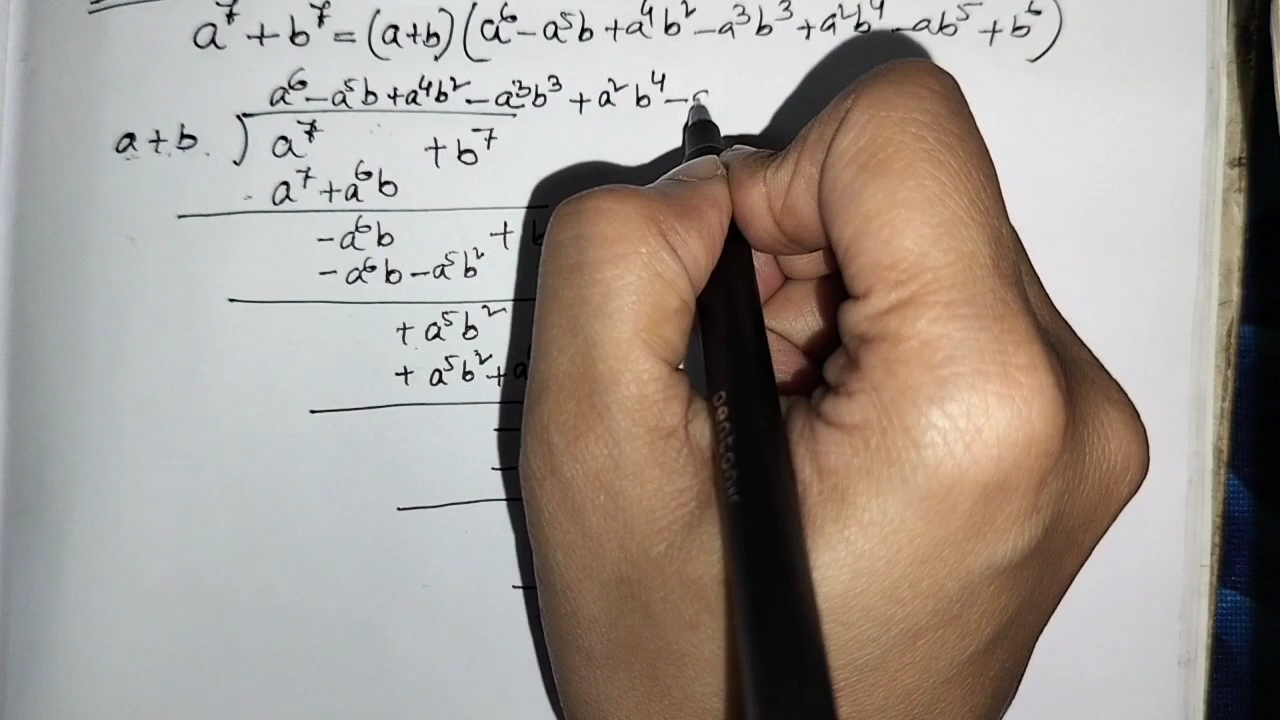 a⁷ + b⁷ = (a+b)(a⁶ - a⁵b + a⁴b² - a³b³ + a²b⁴ - ab⁵ + b⁶)
a⁶ - a⁵b + a⁴b² - a³b³ + a²b⁴ -
a+b ) a⁷ + b⁷
a⁷ + a⁶b
-a⁶b +
-a⁶b - a⁵b²
+ a⁵b²
+ a⁵b² +
pentonic